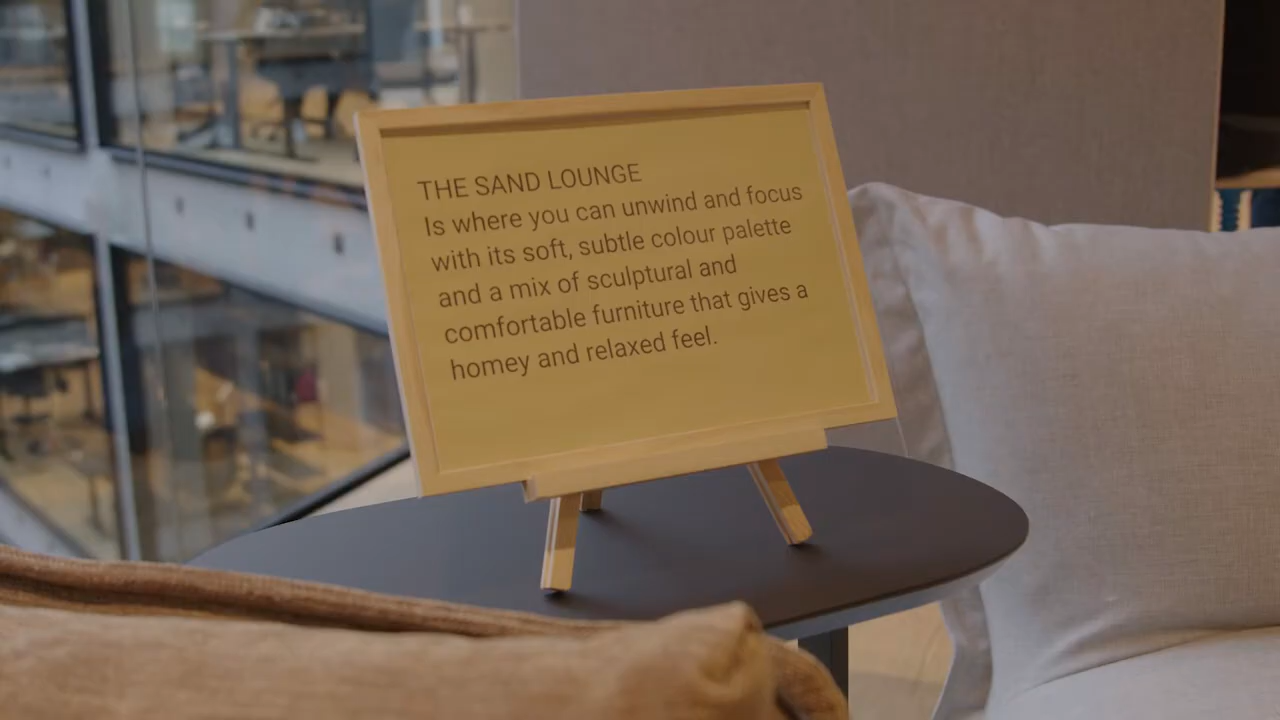 THE SAND LOUNGE
Is where you can unwind and focus
with its soft, subtle colour palette
and a mix of sculptural and
comfortable furniture that gives a
homey and relaxed feel.